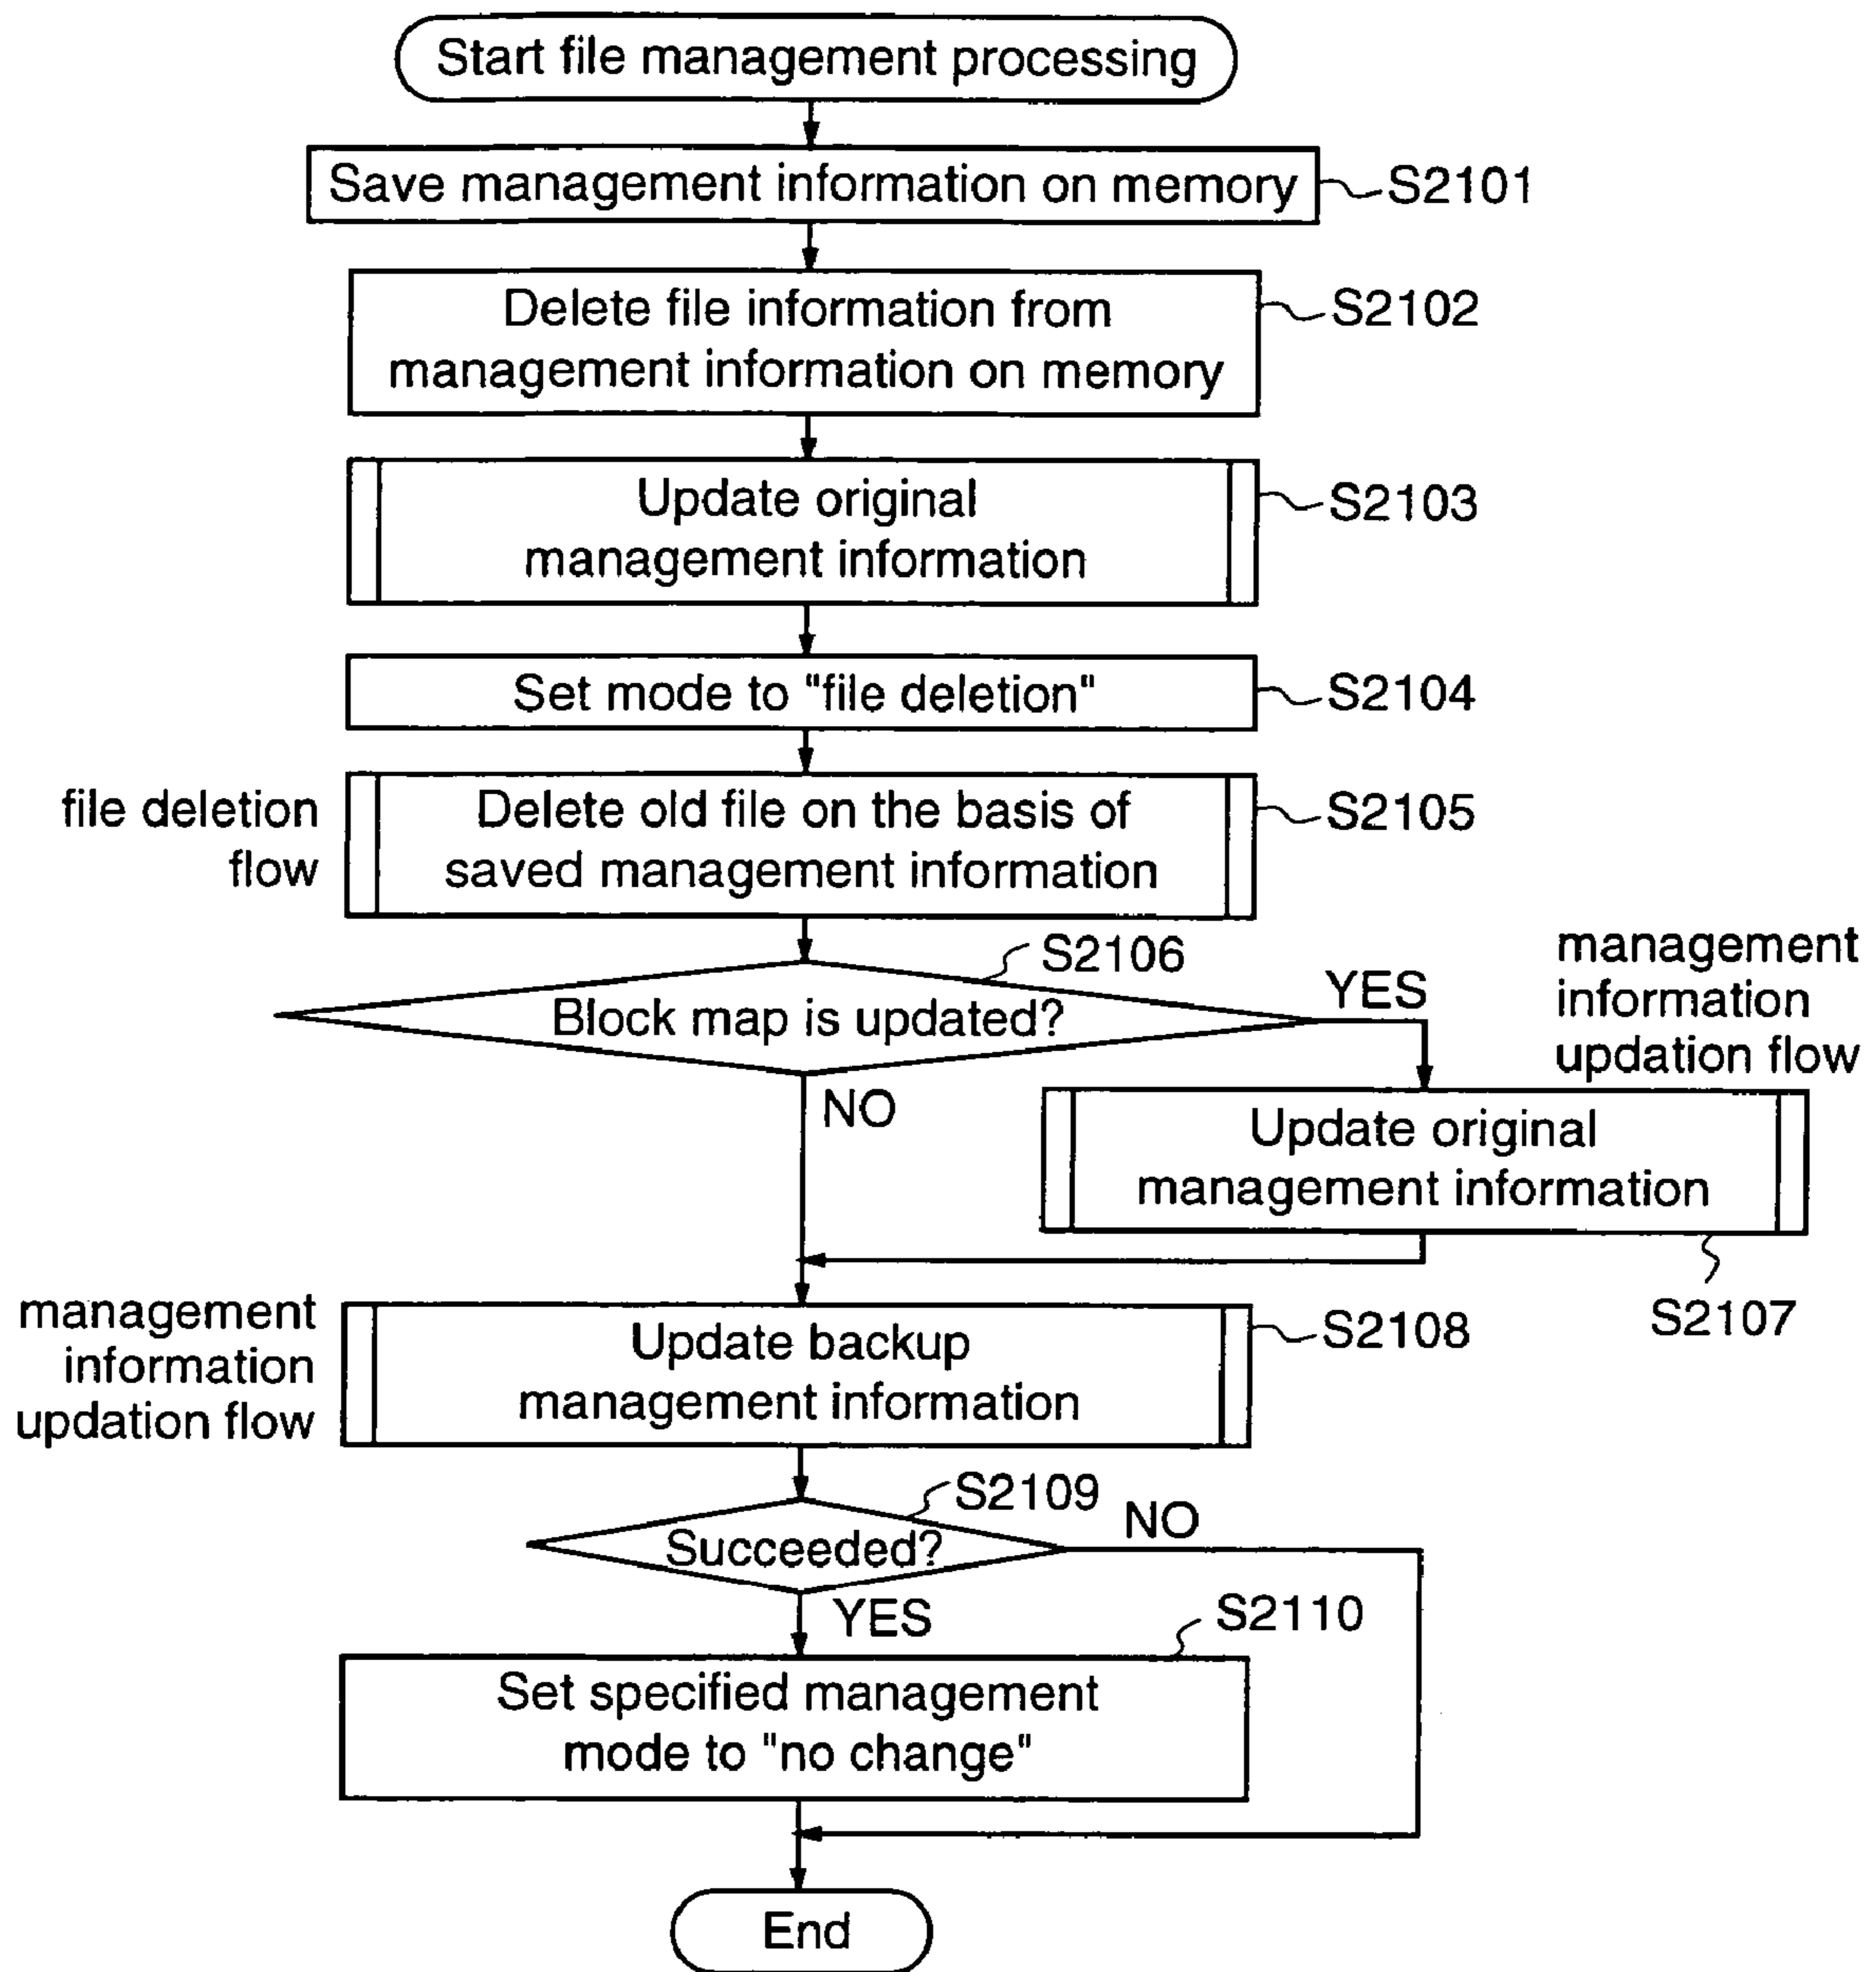 Start file management processing
Save management information on memory
S2101
Delete file information from
management information on memory
S2102
Update original
management information
S2103
Set mode to "file deletion"
S2104
file deletion
flow
Delete old file on the basis of
saved management information
S2105
S2106
Block map is updated?
YES
NO
management
information
updation flow
Update original
management information
S2107
management
information
updation flow
Update backup
management information
S2108
S2109
Succeeded?
NO
YES
S2110
Set specified management
mode to "no change"
End